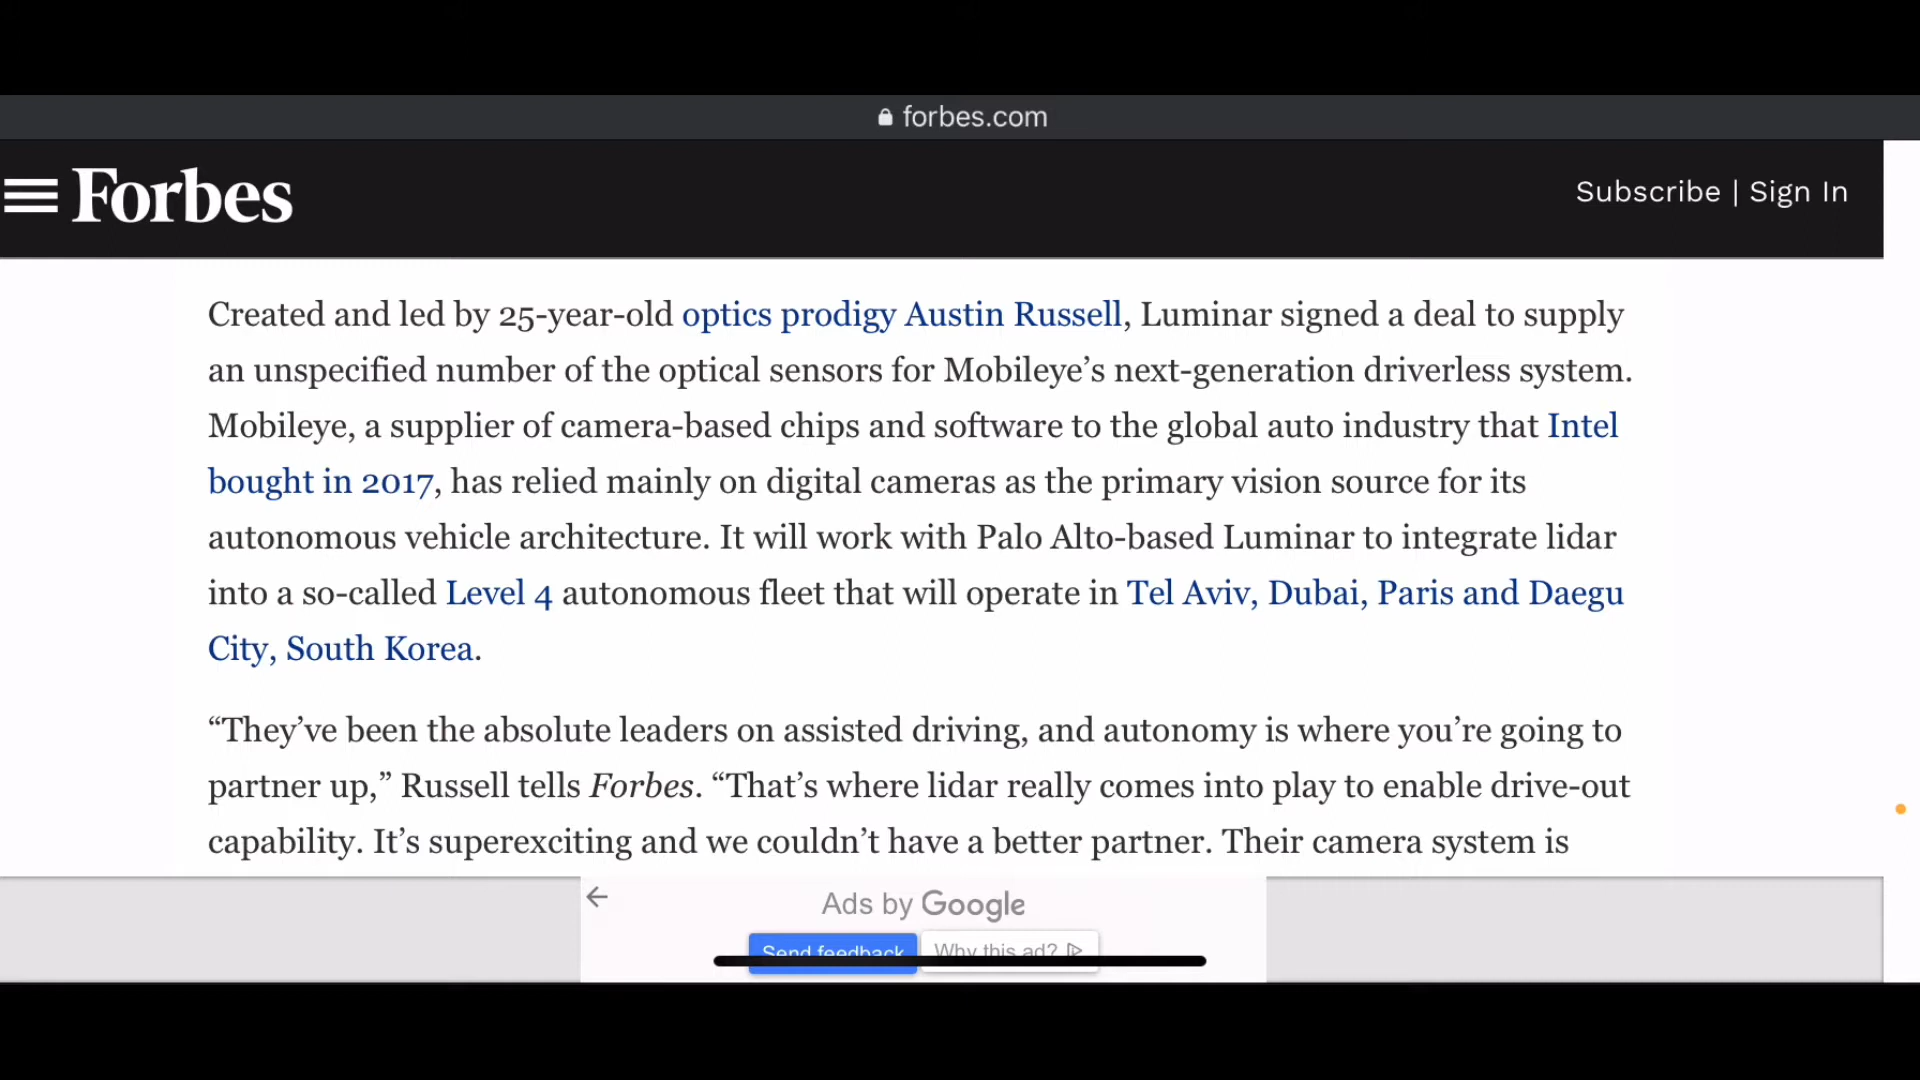 forbes.com
Forbes
Subscribe | Sign In
Created and led by 25-year-old optics prodigy Austin Russell, Luminar signed a deal to supply
an unspecified number of the optical sensors for Mobileye’s next-generation driverless system.
Mobileye, a supplier of camera-based chips and software to the global auto industry that Intel
bought in 2017, has relied mainly on digital cameras as the primary vision source for its
autonomous vehicle architecture. It will work with Palo Alto-based Luminar to integrate lidar
into a so-called Level 4 autonomous fleet that will operate in Tel Aviv, Dubai, Paris and Daegu
City, South Korea.
“They’ve been the absolute leaders on assisted driving, and autonomy is where you’re going to
partner up,” Russell tells Forbes. “That’s where lidar really comes into play to enable drive-out
capability. It’s superexciting and we couldn’t have a better partner. Their camera system is
Ads by Google
Send feedback
Why this ad?